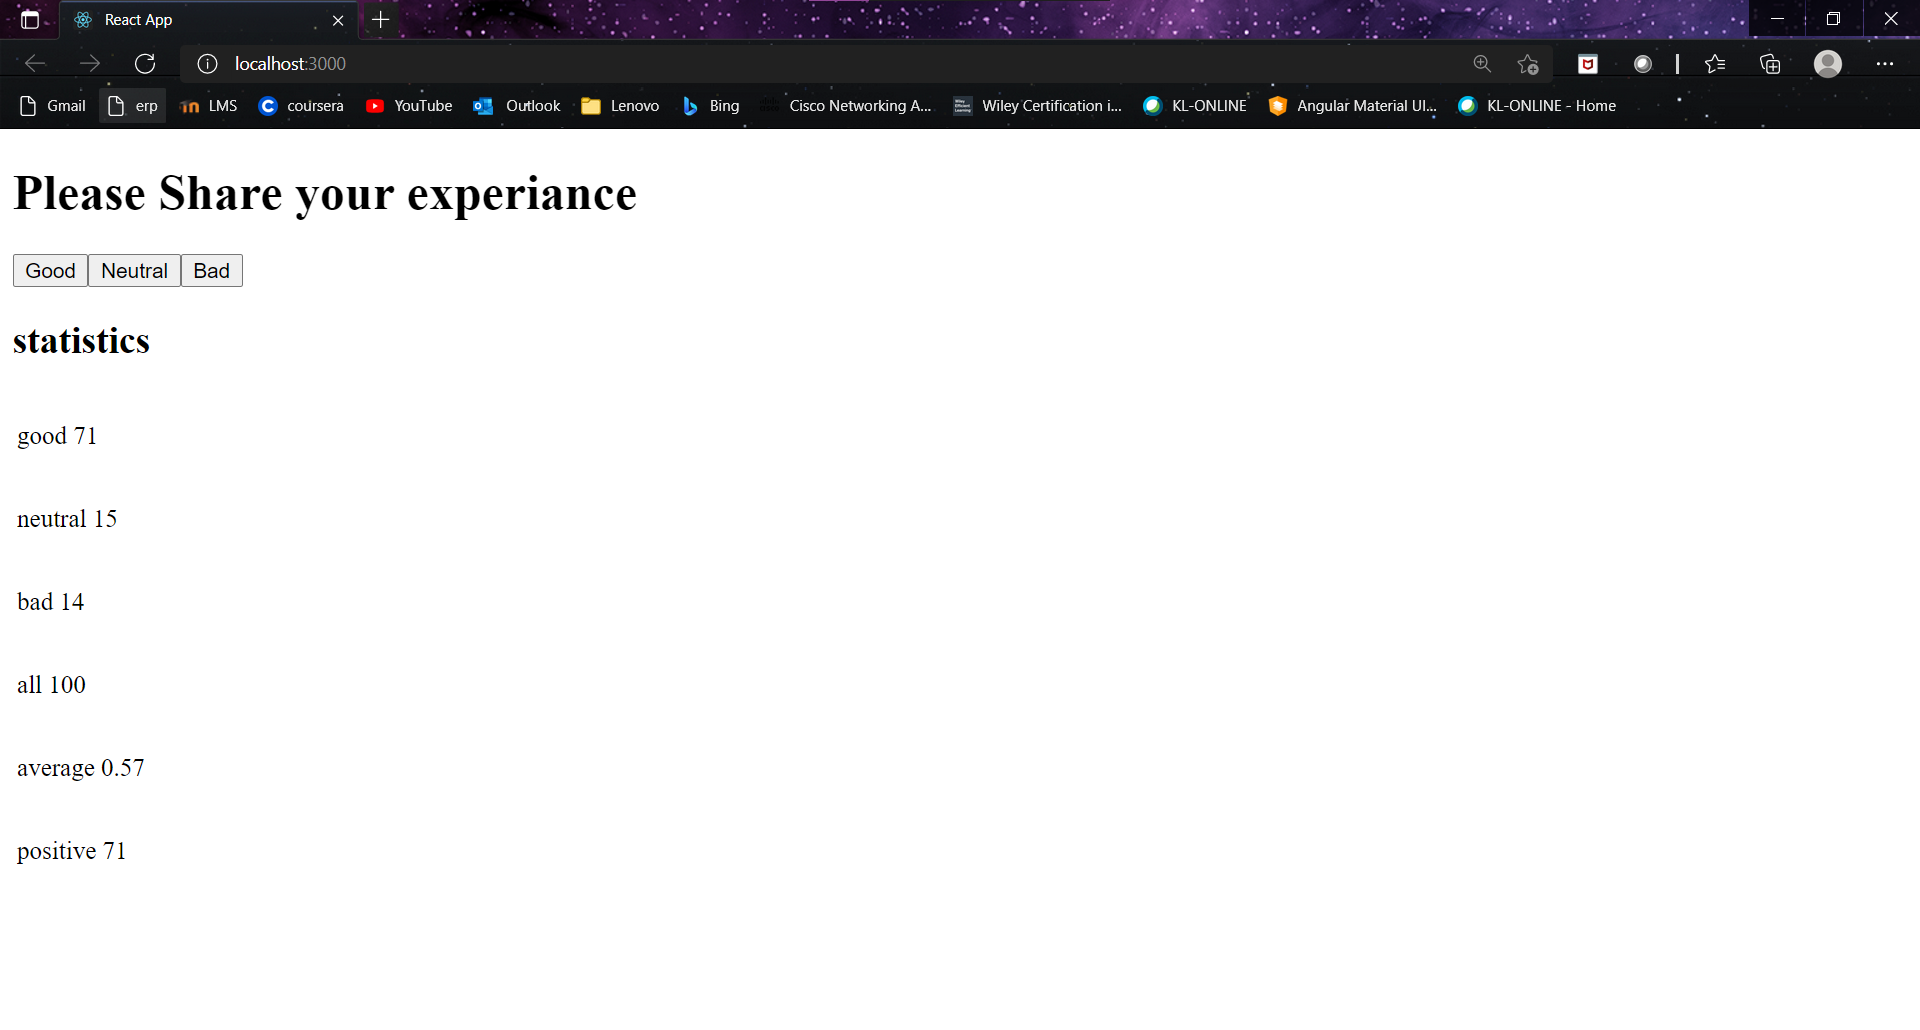 React App
localhost:3000
Gmail erp LMS coursera YouTube Outlook Lenovo Bing Cisco Networking A... Wiley Certification i... KL-ONLINE Angular Material UI... KL-ONLINE - Home
Please Share your experiance
Good Neutral Bad
statistics
good 71
neutral 15
bad 14
all 100
average 0.57
positive 71